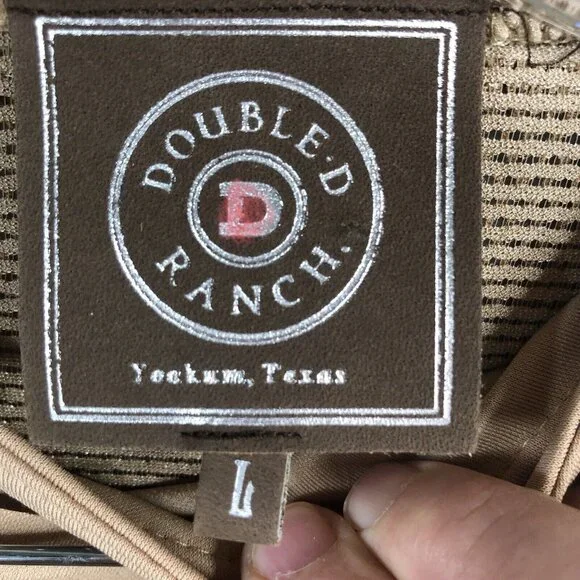 DOUBLE·D
D
RANCH.
Yoakum, Texas
L